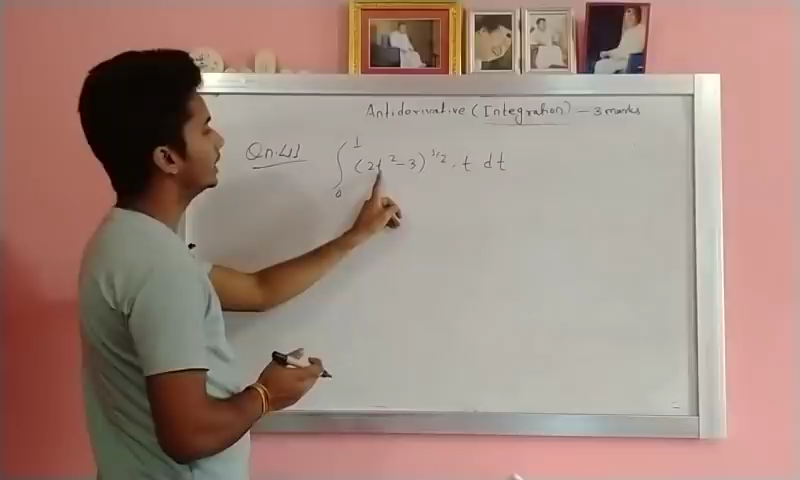 Antiderivative (Integration) – 3 marks
Qn.41 ∫₀¹ (2t² – 3)^{1/2} . t dt